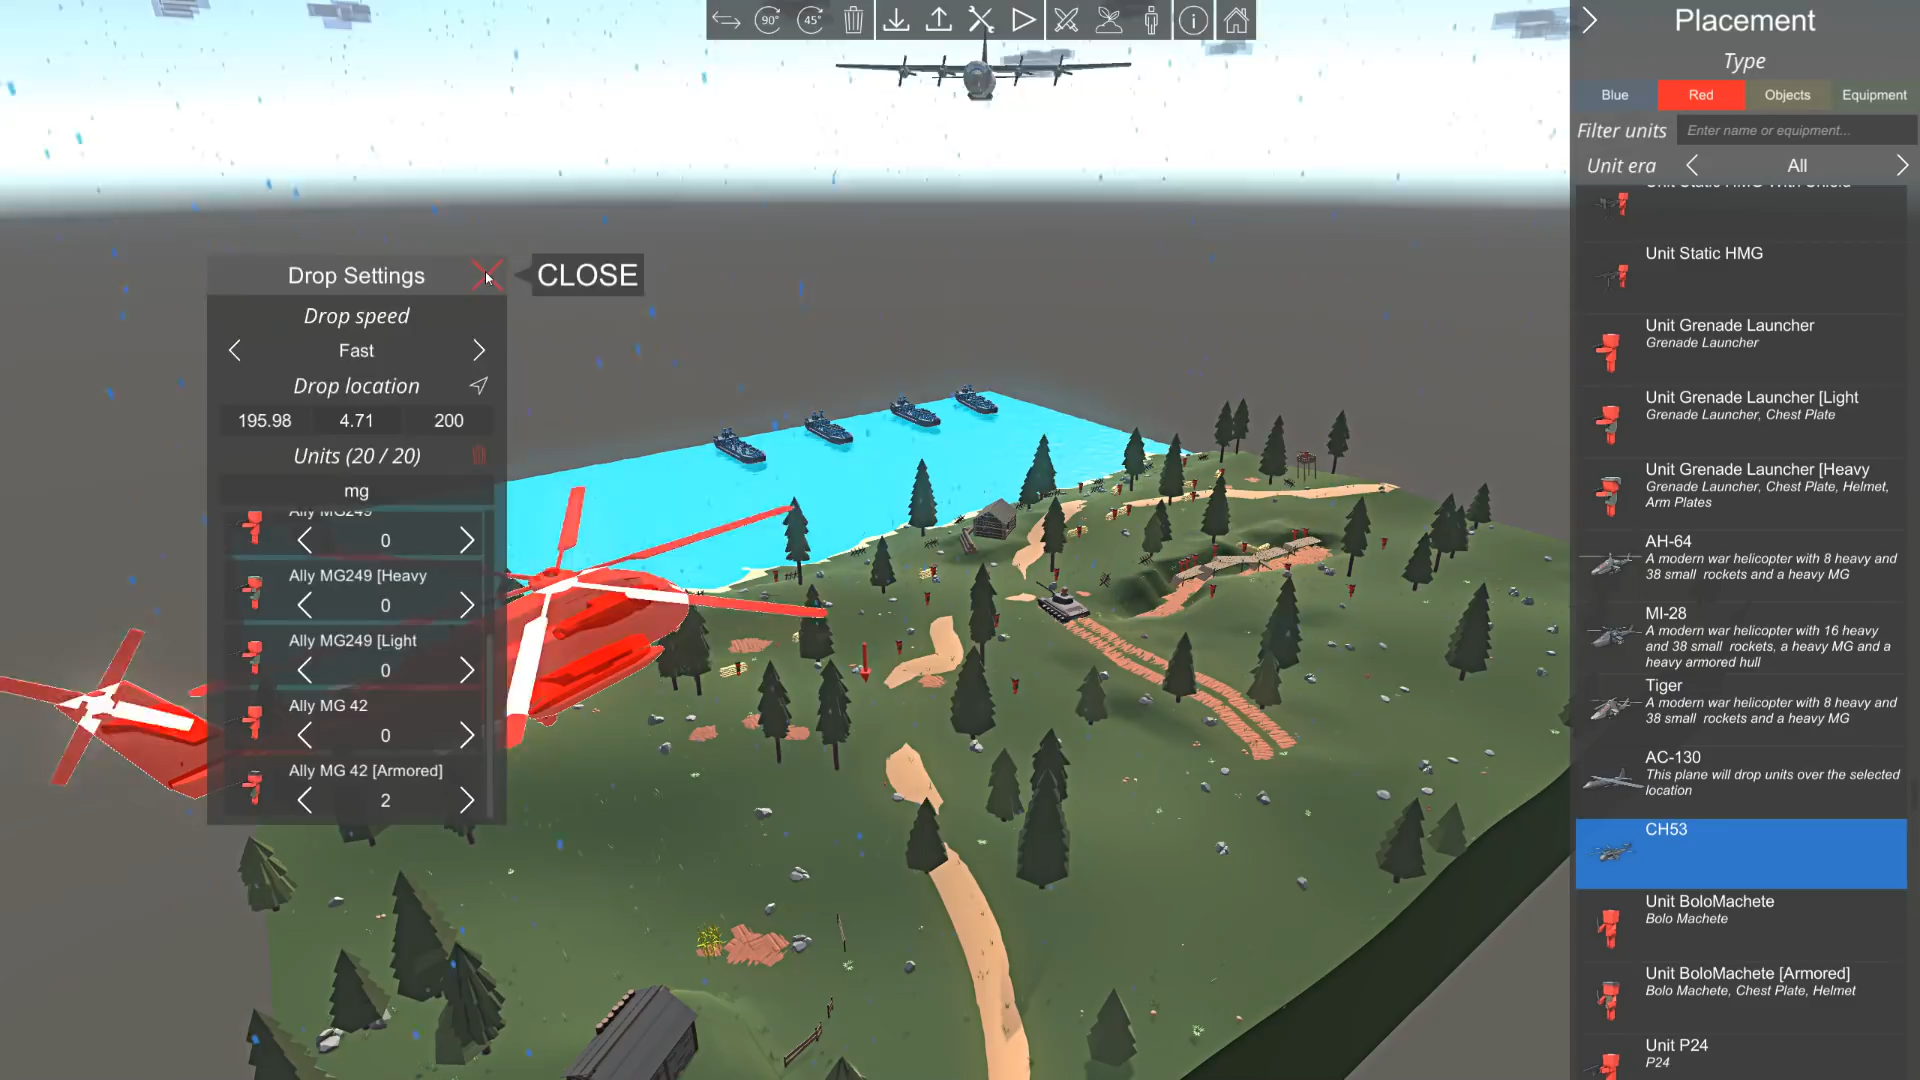 90°
45°
Placement
Type
Blue
Red
Objects
Equipment
Filter units
Enter name or equipment...
Unit era
All
Unit Static HMG With Shield
Unit Static HMG
Unit Grenade Launcher
Grenade Launcher
Unit Grenade Launcher [Light
Grenade Launcher, Chest Plate
Unit Grenade Launcher [Heavy
Grenade Launcher, Chest Plate, Helmet,
Arm Plates
AH-64
A modern war helicopter with 8 heavy and
38 small rockets and a heavy MG
MI-28
A modern war helicopter with 16 heavy
and 38 small rockets, a heavy MG and a
heavy armored hull
Tiger
A modern war helicopter with 8 heavy and
38 small rockets and a heavy MG
AC-130
This plane will drop units over the selected
location
CH53
Unit BoloMachete
Bolo Machete
Unit BoloMachete [Armored]
Bolo Machete, Chest Plate, Helmet
Unit P24
P24
Drop Settings
CLOSE
Drop speed
Fast
Drop location
195.98
4.71
200
Units (20 / 20)
mg
Ally MG249
0
Ally MG249 [Heavy
0
Ally MG249 [Light
0
Ally MG 42
0
Ally MG 42 [Armored]
2